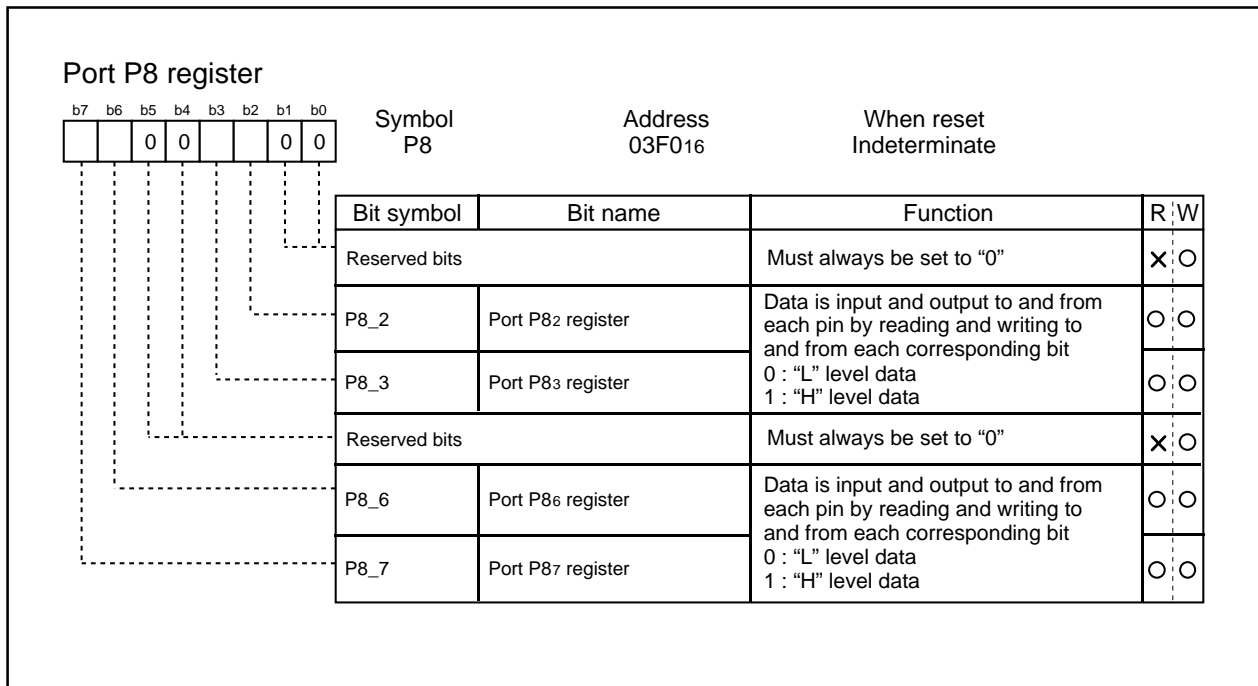 Port P8 register
b7 b6 b5 b4 b3 b2 b1 b0
0 0 0 0
Symbol Address When reset
P8 03F016 Indeterminate
Bit symbol Bit name Function R W
Reserved bits Must always be set to “0” X O
P8_2 Port P82 register Data is input and output to and from
each pin by reading and writing to
and from each corresponding bit
0 : “L” level data
1 : “H” level data O O
P8_3 Port P83 register O O
Reserved bits Must always be set to “0” X O
P8_6 Port P86 register Data is input and output to and from
each pin by reading and writing to
and from each corresponding bit
0 : “L” level data
1 : “H” level data O O
P8_7 Port P87 register O O